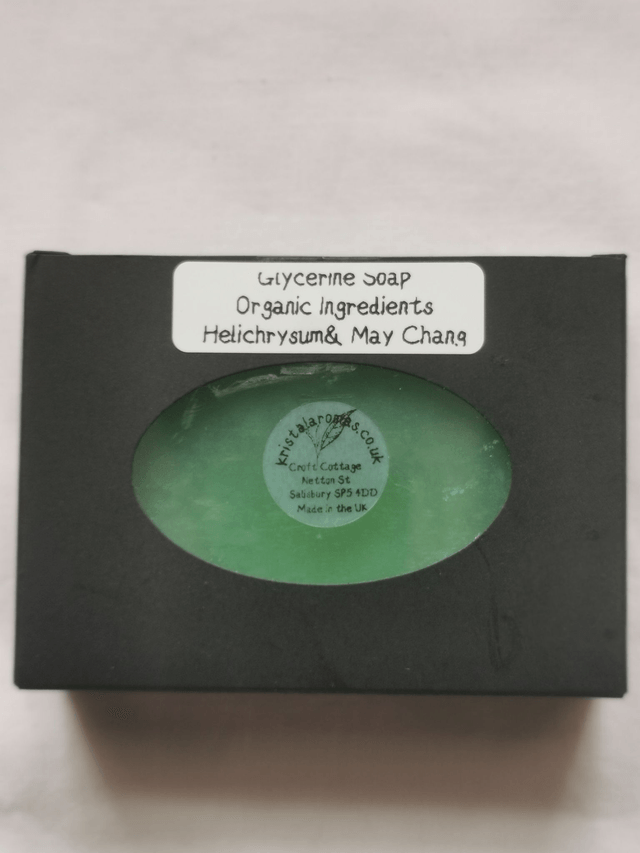 Glycerine Soap
Organic Ingredients
Helichrysum& May Chang
kristalaromas.co.uk
Croft Cottage
Netton St
Salisbury SP5 4DD
Made in the UK